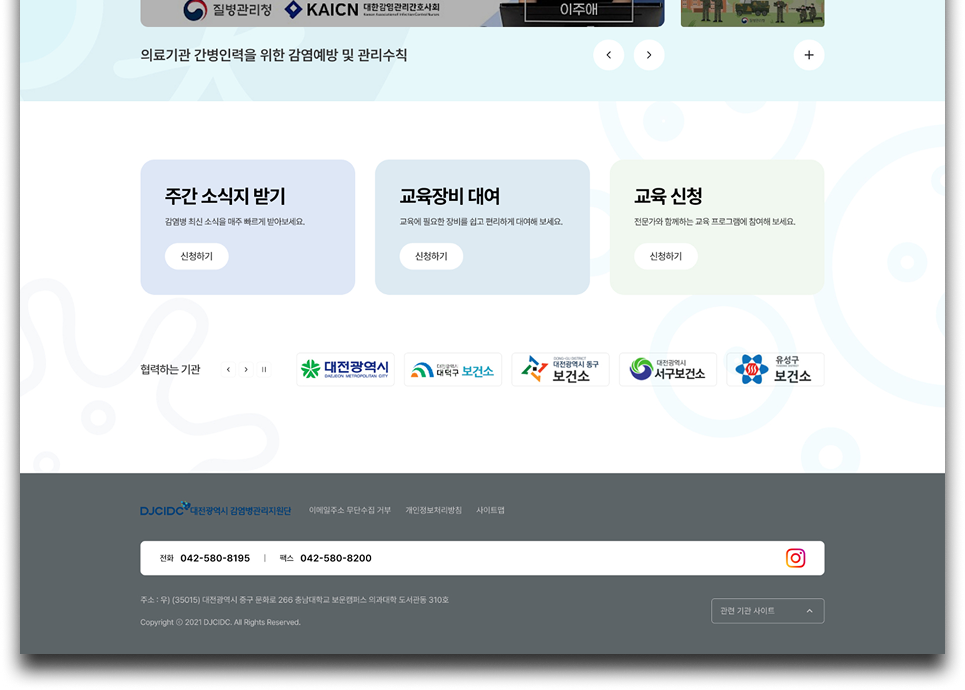 질병관리청
KAICN 대한감염관리간호사회
이주애
의료기관 간병인력을 위한 감염예방 및 관리수칙
주간 소식지 받기
감염병 최신 소식을 매주 빠르게 받아보세요.
신청하기
교육장비 대여
교육에 필요한 장비를 쉽고 편리하게 대여해 보세요.
신청하기
교육 신청
전문가와 함께하는 교육 프로그램에 참여해 보세요.
신청하기
협력하는 기관
대전광역시
DAEJEON METROPOLITAN CITY
대전광역시
대덕구 보건소
대전광역시 동구
보건소
대전광역시
서구보건소
유성구
보건소
DJCIDC 대전광역시 감염병관리지원단
이메일주소 무단수집 거부 개인정보처리방침 사이트맵
전화 042-580-8195 | 팩스 042-580-8200
주소 : 우) (35015) 대전광역시 중구 문화로 266 충남대학교 보운캠퍼스 의과대학 도서관동 310호
관련 기관 사이트
Copyright ⓒ 2021 DJCIDC. All Rights Reserved.